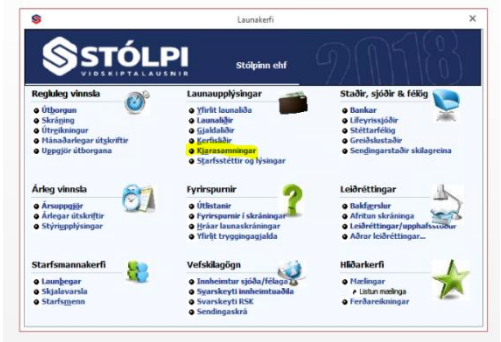 Launakerfi
STÓLPI
VIÐSKIPTALAUSNIR
Stólpinn ehf
2018
Regluleg vinnsla
Útborgun
Skráning
Útreikningur
Mánaðarlegar útskriftir
Uppgjör útborgana
Launaupplýsingar
Yfirlit launaliða
Launaliðir
Gjaldaliðir
Kerfisliðir
Kjarasamningar
Starfsstéttir og lýsingar
Staðir, sjóðir & félög
Bankar
Lífeyrissjóðir
Stéttarfélög
Greiðslustaðir
Sendingarstaðir skilagreina
Árleg vinnsla
Ársuppgjör
Árlegar útskriftir
Stýriupplýsingar
Fyrirspurnir
Útlistanir
Fyrirspurnir í skráningar
Hráar launaskráningar
Yfirlit tryggingagjalda
Leiðréttingar
Bakfærslur
Afritun skráninga
Leiðréttingar/upphafsstöður
Aðrar leiðréttingar...
Starfsmannakerfi
Launþegar
Skjalavarsla
Starfsmenn
Vefskilagögn
Innheimtur sjóða/félaga
Svarskeyti innheimtuaðila
Svarskeyti RSK
Sendingaskrá
Hliðarkerfi
Mælingar
Listun mælinga
Ferðareikningar